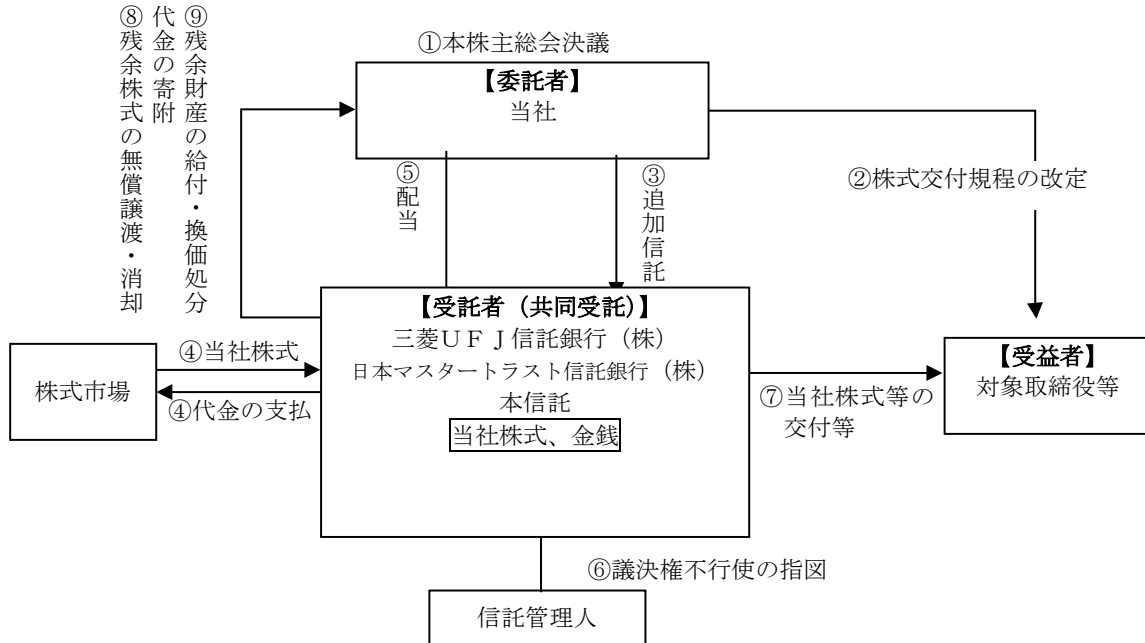 ①本株主総会決議
【委託者】
当社
⑨残余財産の給付・換価処分
代金の寄附
⑧残余株式の無償譲渡・消却
⑤配当
③追加信託
②株式交付規程の改定
【受託者（共同受託）】
三菱ＵＦＪ信託銀行（株）
日本マスタートラスト信託銀行（株）
本信託
当社株式、金銭
株式市場
④当社株式
④代金の支払
⑦当社株式等の
交付等
【受益者】
対象取締役等
⑥議決権不行使の指図
信託管理人